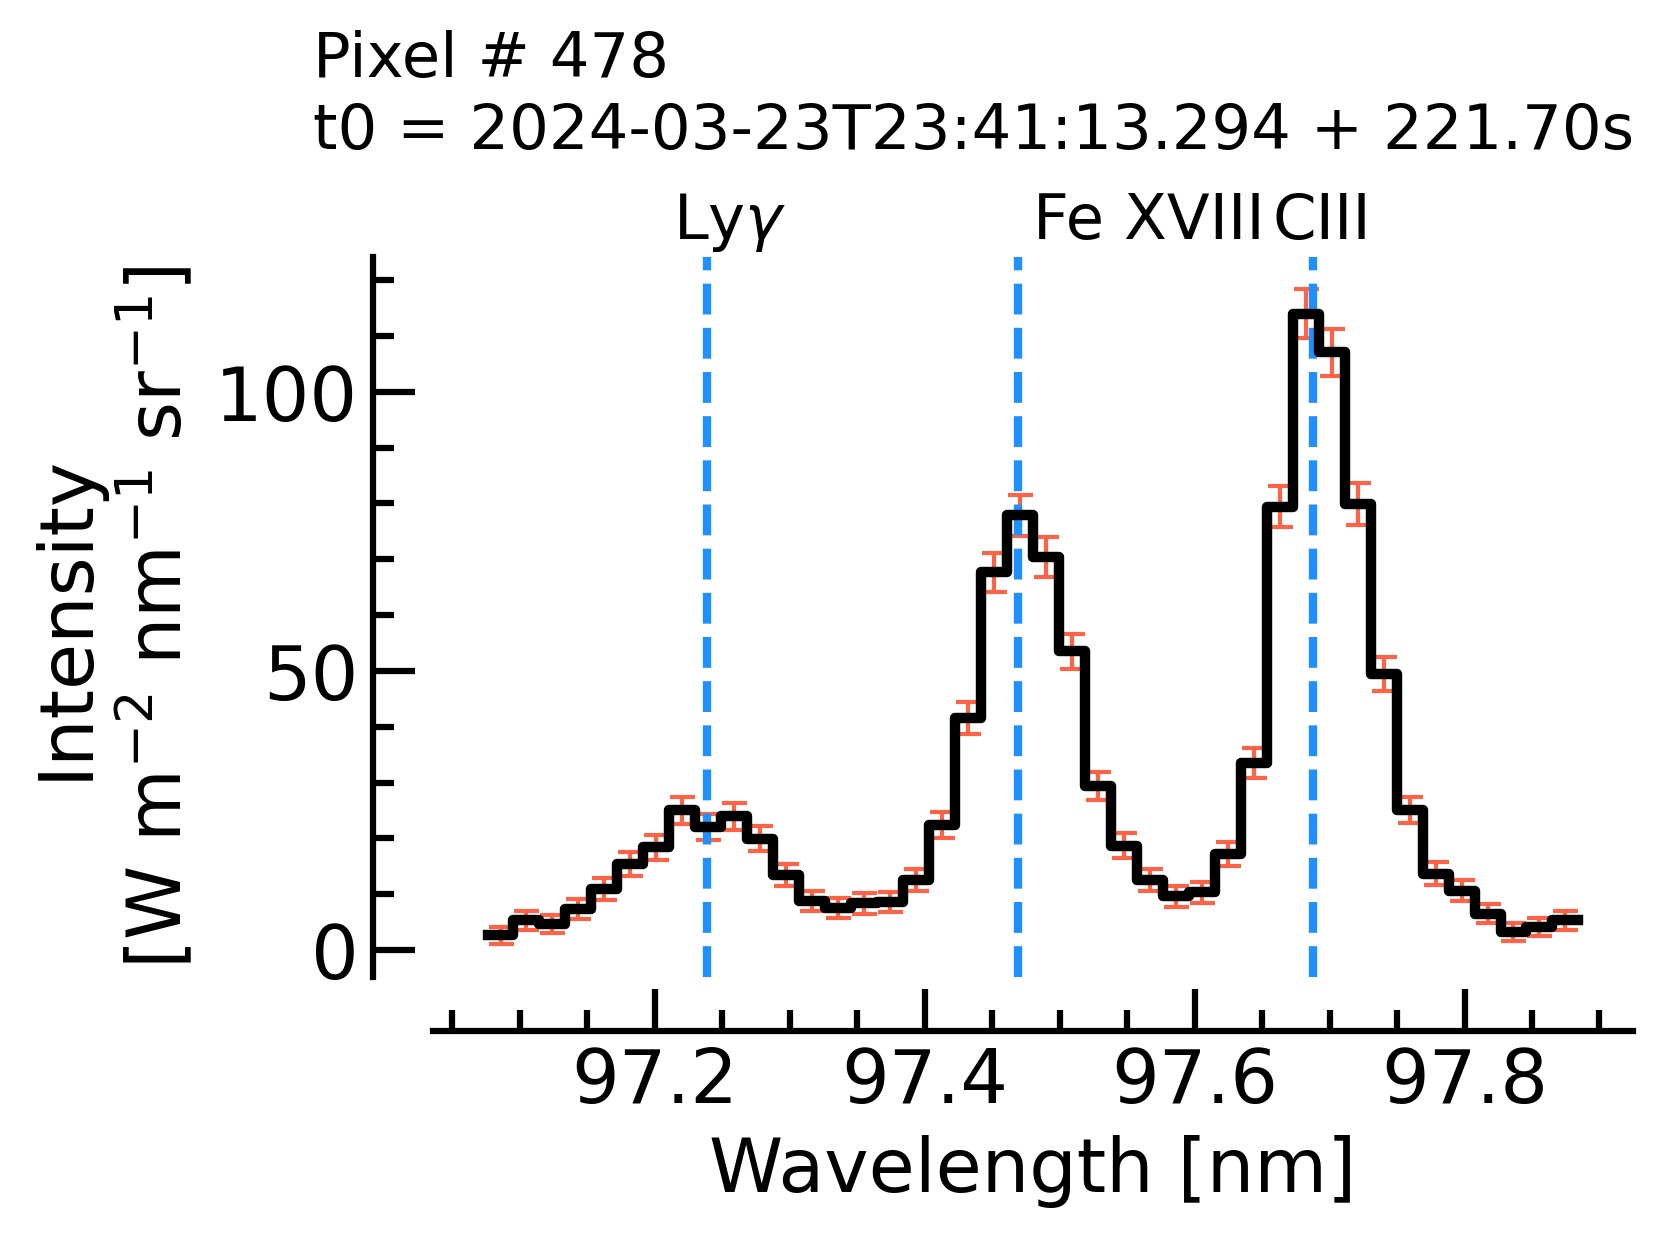 Pixel # 478
t0 = 2024-03-23T23:41:13.294 + 221.70s
Lyγ Fe XVIII CIII
Intensity
[W m⁻² nm⁻¹ sr⁻¹]
100
50
0
97.2 97.4 97.6 97.8
Wavelength [nm]